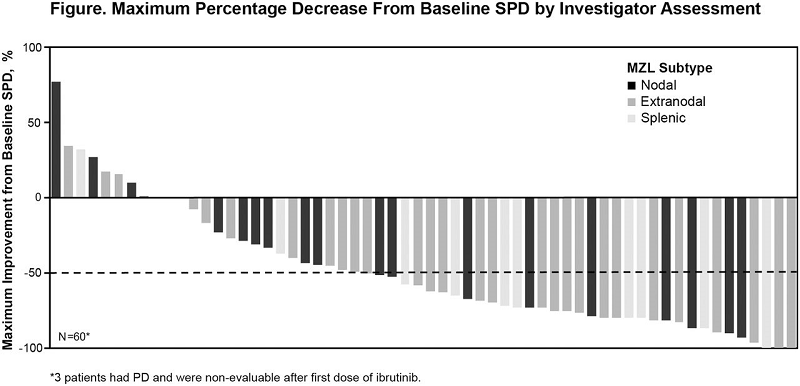 Figure. Maximum Percentage Decrease From Baseline SPD by Investigator Assessment
Maximum Improvement from Baseline SPD, %
100
50
0
-50
-100
MZL Subtype
Nodal
Extranodal
Splenic
N=60*
*3 patients had PD and were non-evaluable after first dose of ibrutinib.